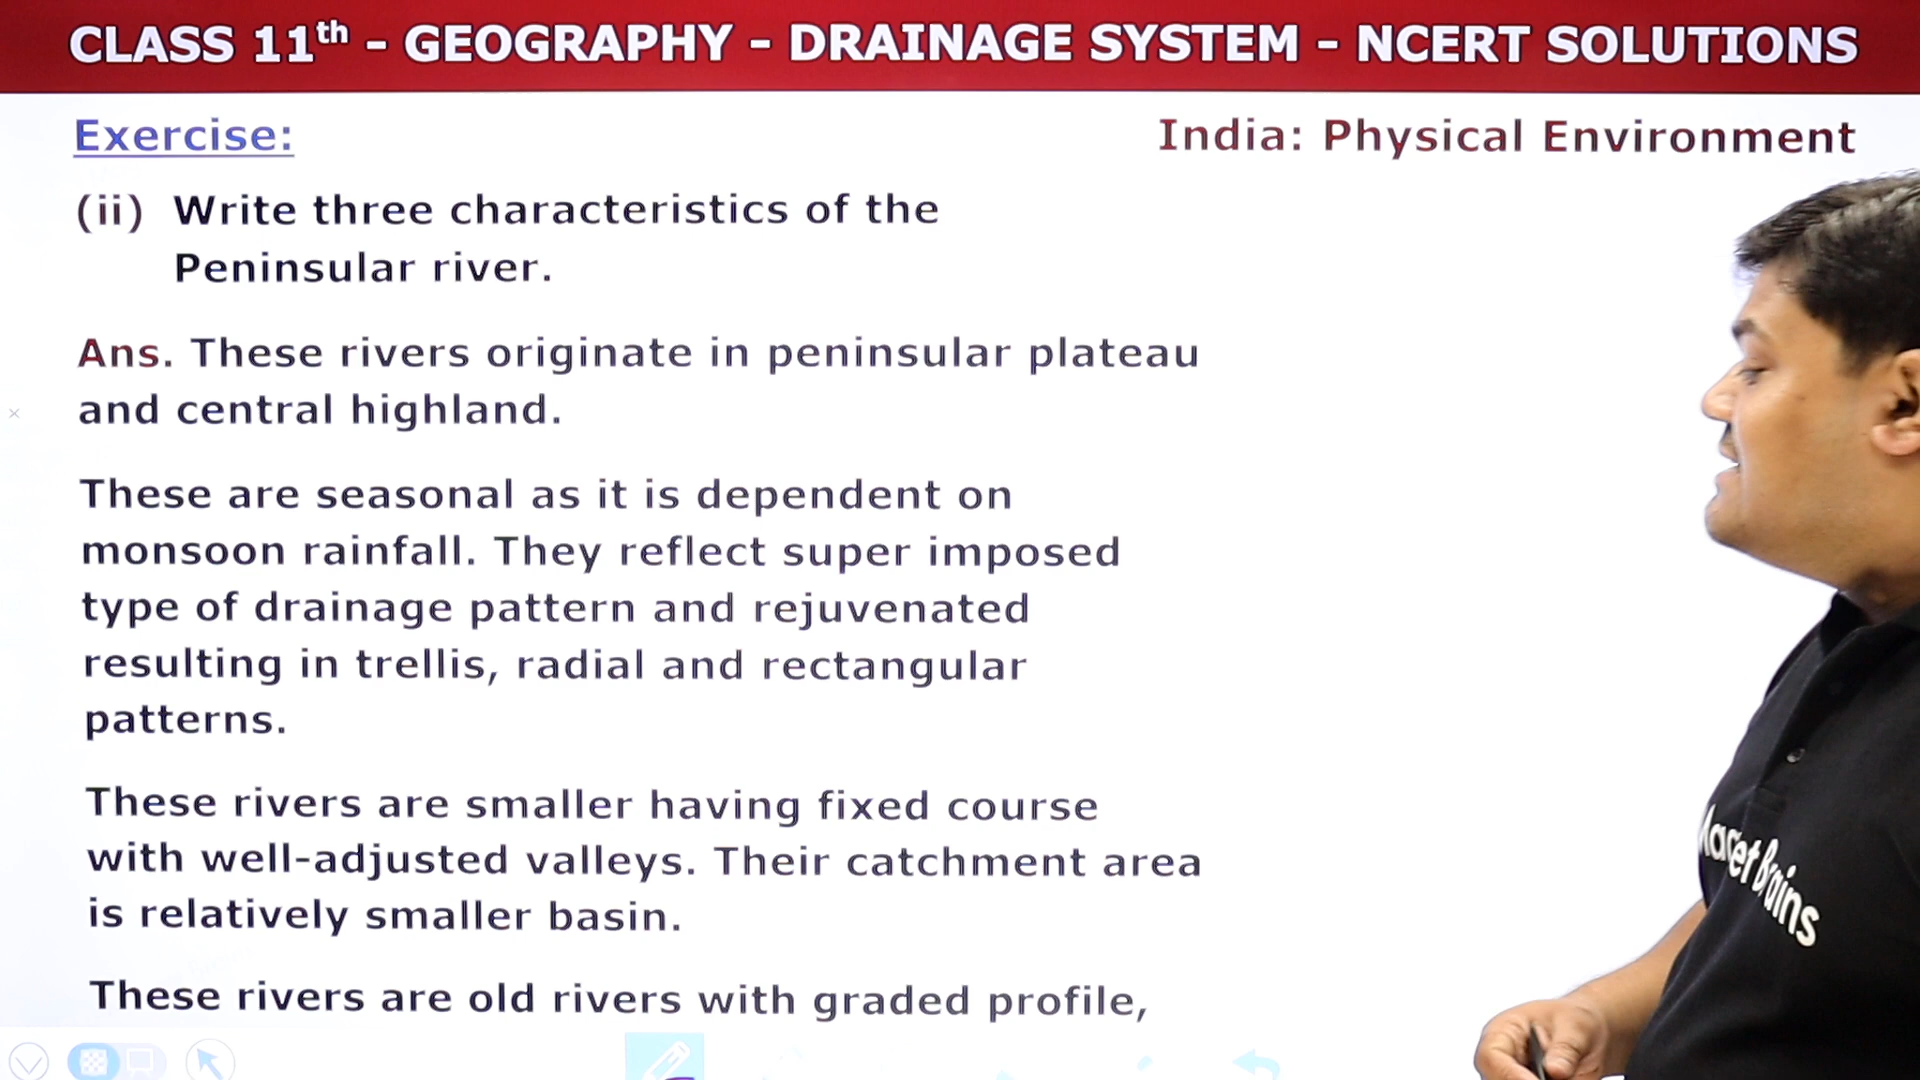 CLASS 11th - GEOGRAPHY - DRAINAGE SYSTEM - NCERT SOLUTIONS
Exercise:
India: Physical Environment
(ii) Write three characteristics of the
Peninsular river.
Ans. These rivers originate in peninsular plateau
and central highland.
These are seasonal as it is dependent on
monsoon rainfall. They reflect super imposed
type of drainage pattern and rejuvenated
resulting in trellis, radial and rectangular
patterns.
These rivers are smaller having fixed course
with well-adjusted valleys. Their catchment area
is relatively smaller basin.
These rivers are old rivers with graded profile,
Brains